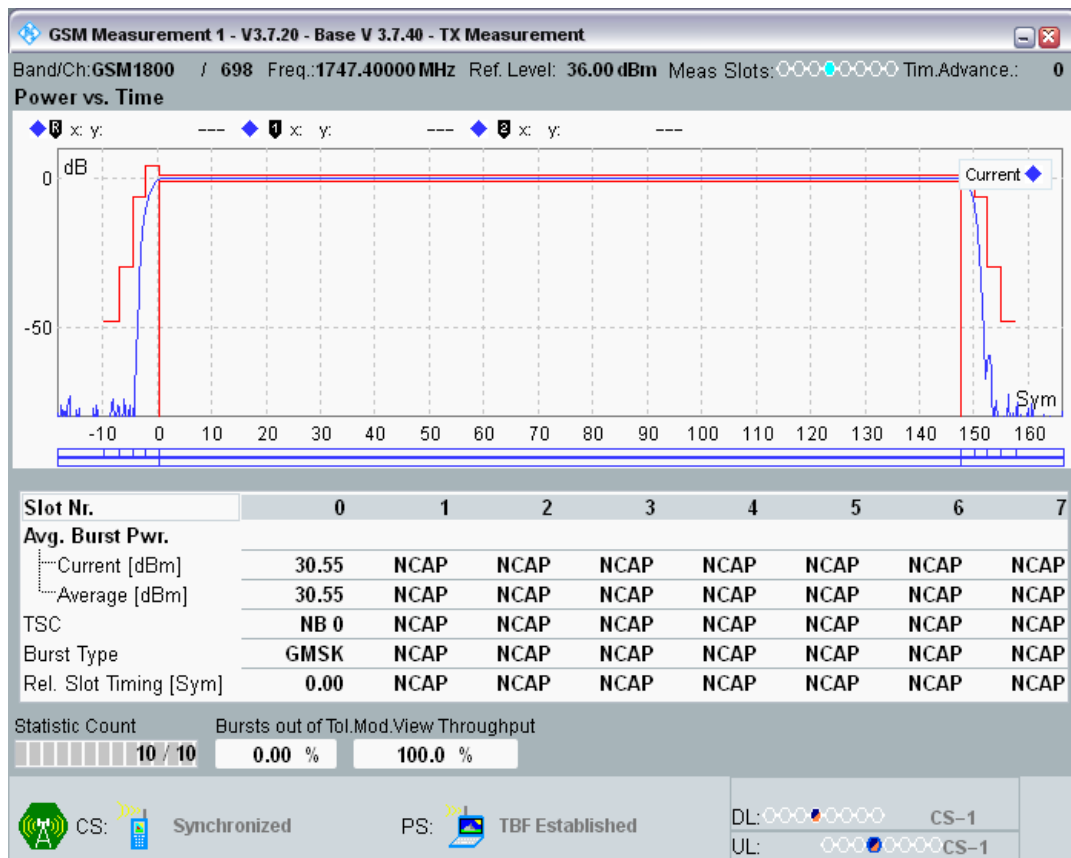 GSM Measurement 1 - V3.7.20 - Base V 3.7.40 - TX Measurement
Band/Ch:GSM1800 / 698 Freq.:1747.40000 MHz Ref. Level: 36.00 dBm Meas Slots: Tim.Advance.: 0
Power vs. Time
R x: y: --- 1 x: y: --- 2 x: y: ---
dB
Current
0
-50
Sym
-10 0 10 20 30 40 50 60 70 80 90 100 110 120 130 140 150 160
Slot Nr. 0 1 2 3 4 5 6 7
Avg. Burst Pwr.
Current [dBm] 30.55 NCAP NCAP NCAP NCAP NCAP NCAP NCAP
Average [dBm] 30.55 NCAP NCAP NCAP NCAP NCAP NCAP NCAP
TSC NB 0 NCAP NCAP NCAP NCAP NCAP NCAP NCAP
Burst Type GMSK NCAP NCAP NCAP NCAP NCAP NCAP NCAP
Rel. Slot Timing [Sym] 0.00 NCAP NCAP NCAP NCAP NCAP NCAP NCAP
Statistic Count Bursts out of Tol.Mod.View Throughput
10 / 10 0.00 % 100.0 %
CS: Synchronized PS: TBF Established
DL: CS-1
UL: CS-1